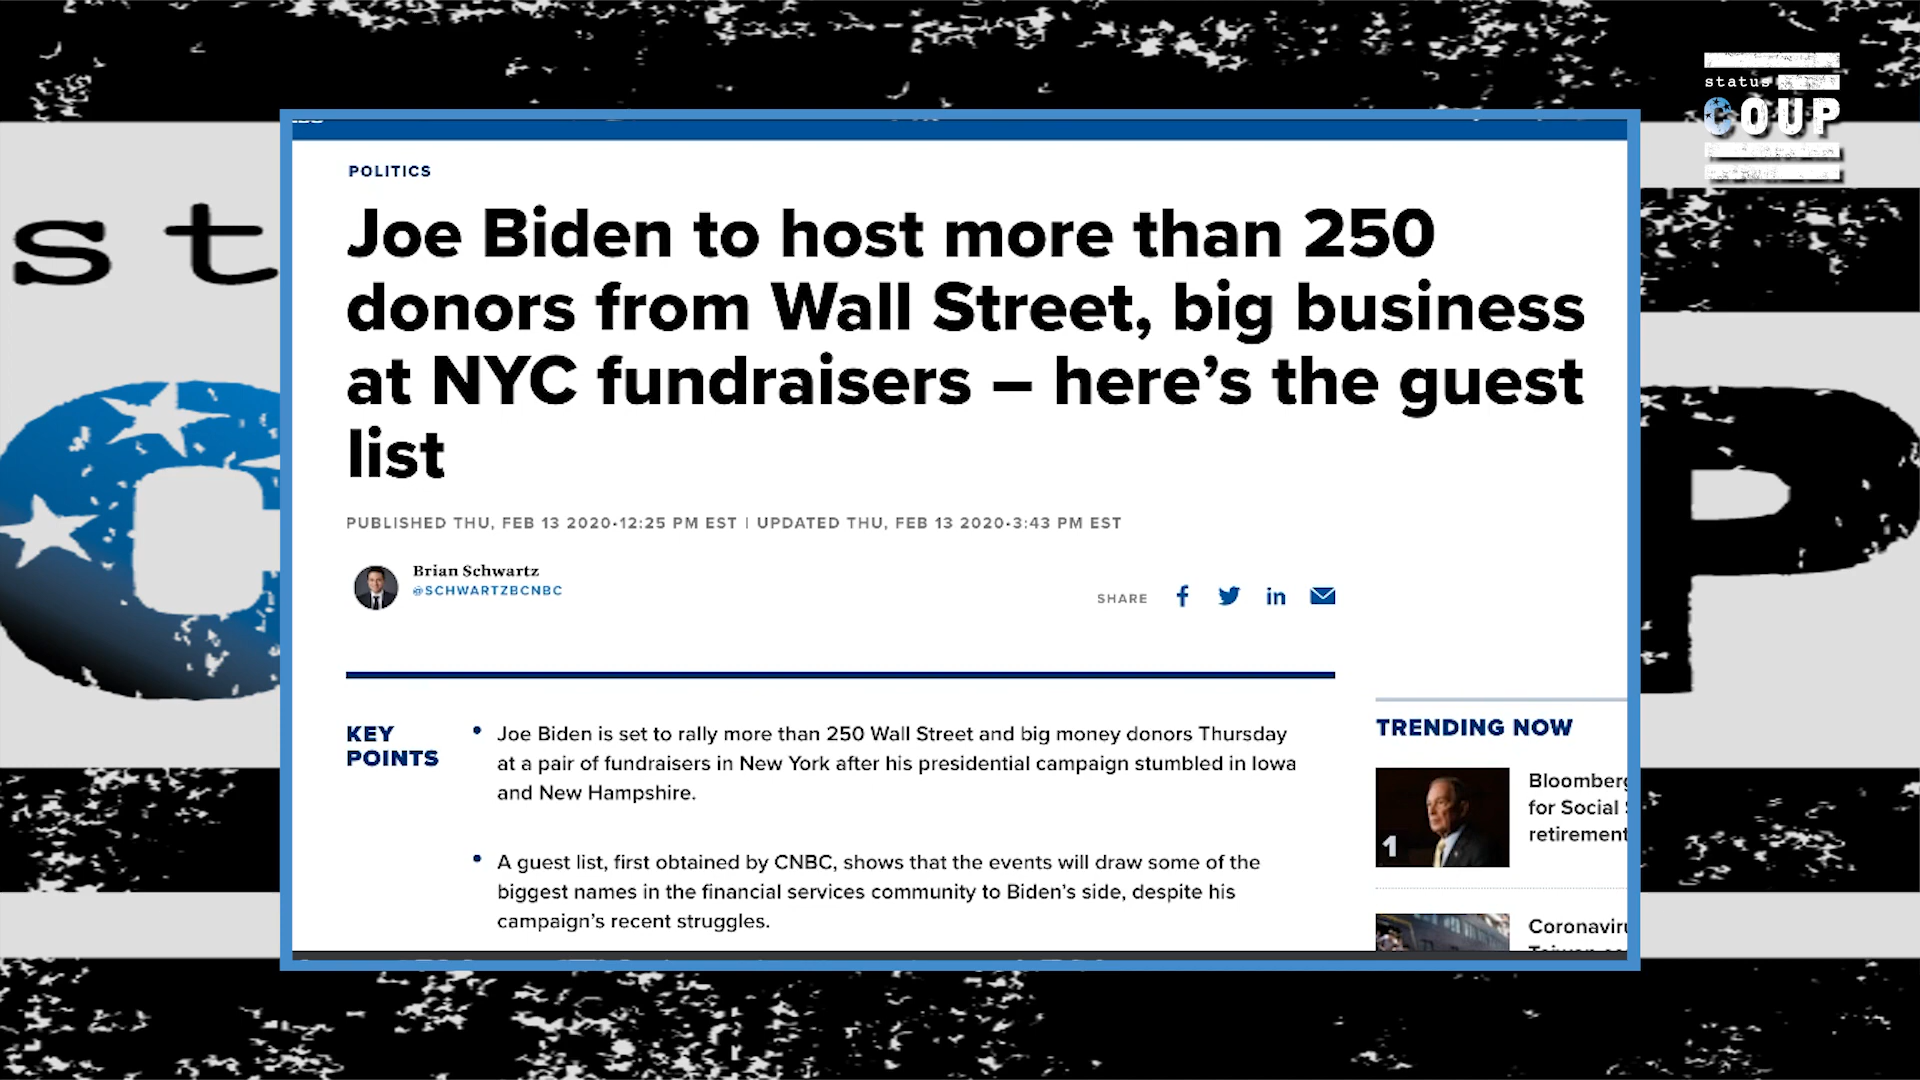 status
COUP
st
POLITICS
Joe Biden to host more than 250
donors from Wall Street, big business
at NYC fundraisers – here’s the guest
list
PUBLISHED THU, FEB 13 2020•12:25 PM EST | UPDATED THU, FEB 13 2020•3:43 PM EST
Brian Schwartz
@SCHWARTZBCNBC
SHARE
KEY
POINTS
• Joe Biden is set to rally more than 250 Wall Street and big money donors Thursday
at a pair of fundraisers in New York after his presidential campaign stumbled in Iowa
and New Hampshire.
• A guest list, first obtained by CNBC, shows that the events will draw some of the
biggest names in the financial services community to Biden’s side, despite his
campaign’s recent struggles.
TRENDING NOW
1
Bloomberg
for Social
retirement
C
P